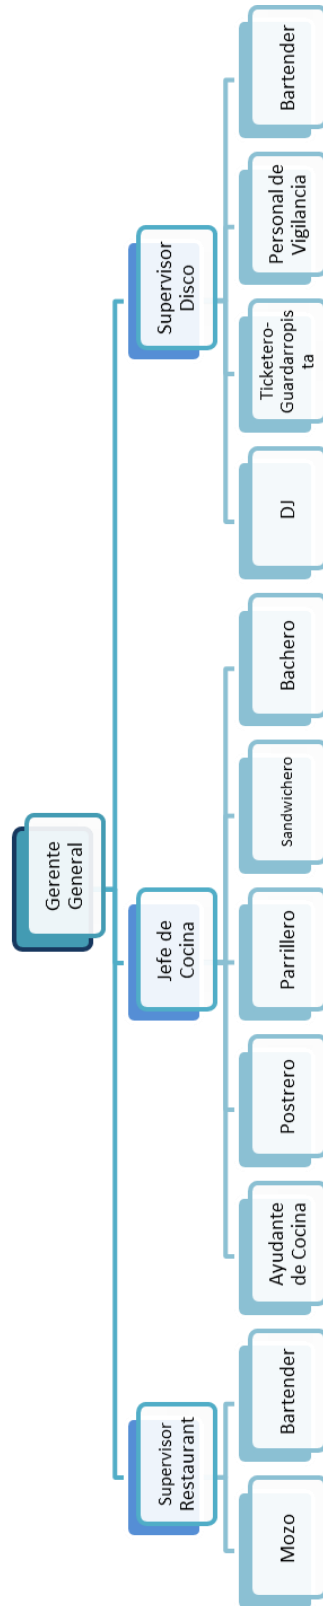 Gerente
General
Supervisor
Restaurant
Jefe de
Cocina
Supervisor
Disco
Mozo
Bartender
Ayudante
de Cocina
Postrero
Parrillero
Sandwichero
Bachero
DJ
Ticketero-
Guardarropis
ta
Personal de
Vigilancia
Bartender